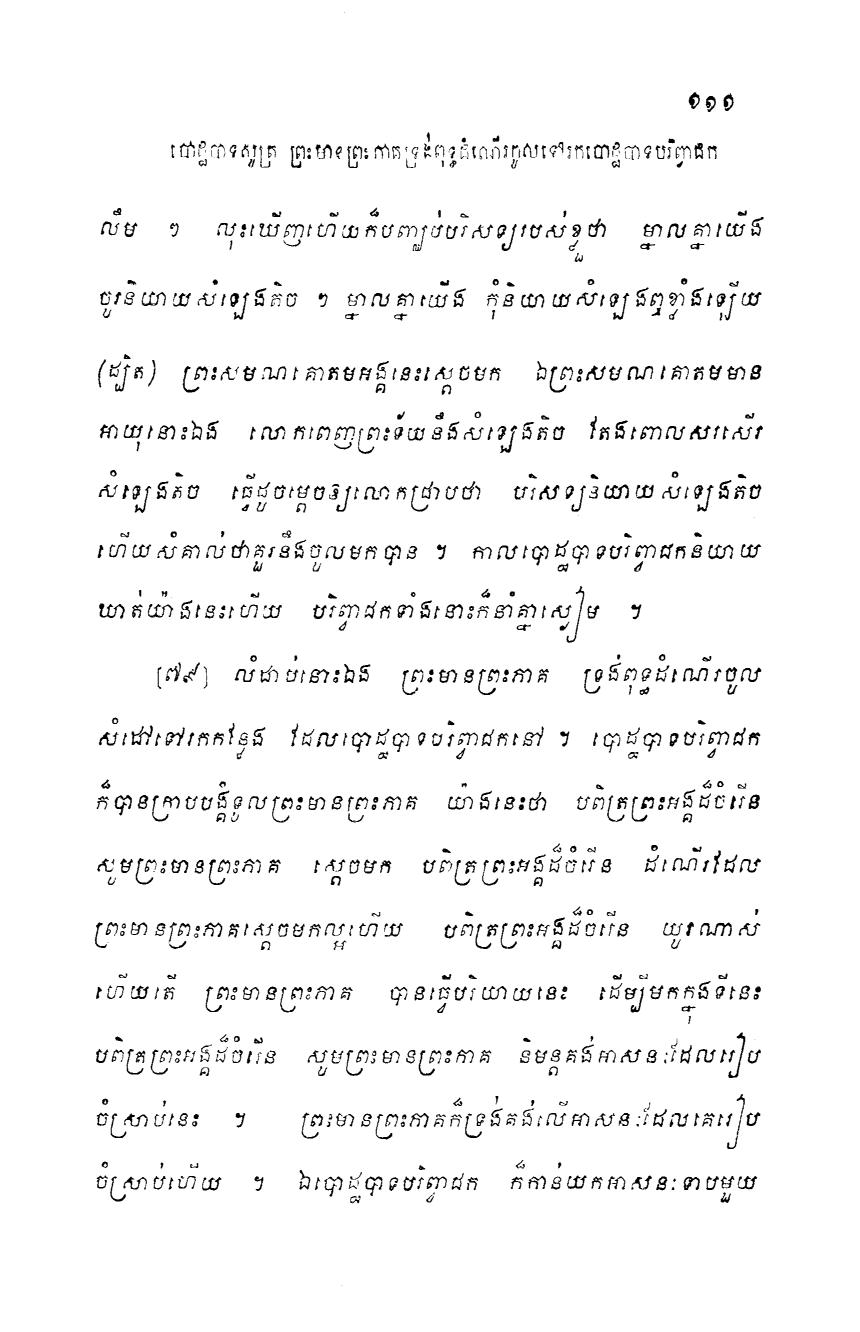 ១១១
បោដ្ឋបាទសូត្រ ព្រះមានព្រះភាគទ្រង់ពុទ្ធដំណើរចូលទៅរកបោដ្ឋបាទបរិព្វាជក
លឹម ៗ លុះឃើញហើយក៏បញ្ឈប់បរិសទ្យរបស់ខ្លួថា ម្នាលគ្នាយើង
ចូរនិយាយសំឡេងតិច ៗ ម្នាលគ្នាយើង កុំនិយាយសំឡេងឮខ្លាំងឡើយ
(ដ្បិត) ព្រះសមណគោតមអង្គនេះស្តេចមក ឯព្រះសមណគោតមមាន
អាយុនោះឯង លោកពេញព្រះទ័យនឹងសំឡេងតិច តែងពោលសរសើរ
សំឡេងតិច ធ្វើដូចម្តេចឱ្យលោកជ្រាបថា បរិសទ្យនិយាយសំឡេងតិច
ហើយសំគាល់ថាគួរនឹងចូលមកបាន ។ កាលបោដ្ឋបាទបរិព្វាជកនិយាយ
ឃាត់យ៉ាងនេះហើយ បរិព្វាជកទាំងនោះក៏នាំគ្នាស្ងៀម ។
[៧៩] លំដាប់នោះឯង ព្រះមានព្រះភាគ ទ្រង់ពុទ្ធដំណើរចូល
សំដៅទៅរកកន្លែង ដែលបោដ្ឋបាទបរិព្វាជកនៅ ។ បោដ្ឋបាទបរិព្វាជក
ក៏បានក្រាបបង្គំទូលព្រះមានព្រះភាគ យ៉ាងនេះថា បពិត្រព្រះអង្គដ៏ចំរើន
សូមព្រះមានព្រះភាគ ស្តេចមក បពិត្រព្រះអង្គដ៏ចំរើន ដំណើរដែល
ព្រះមានព្រះភាគស្តេចមកល្អហើយ បពិត្រព្រះអង្គដ៏ចំរើន យូរណាស់
ហើយតើ ព្រះមានព្រះភាគ បានធ្វើបរិយាយនេះ ដើម្បីមកក្នុងទីនេះ
បពិត្រព្រះអង្គដ៏ចំរើន សូមព្រះមានព្រះភាគ និមន្តគង់អាសនៈដែលរៀប
ចំស្រាប់នេះ ។ ព្រះមានព្រះភាគក៏ទ្រង់គង់លើអាសនៈដែលគេរៀប
ចំស្រាប់ហើយ ។ ឯបោដ្ឋបាទបរិព្វាជក ក៏កាន់យកអាសនៈទាបមួយ